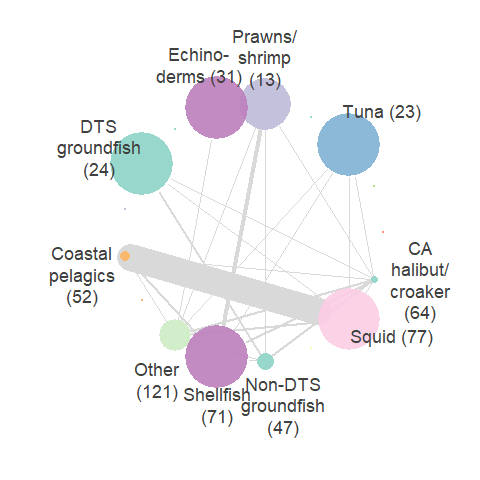 Prawns/
shrimp
(13)
Echino-
derms (31)
Tuna (23)
DTS
groundfish
(24)
CA
halibut/
croaker
(64)
Coastal
pelagics
(52)
Squid (77)
Other
(121)
Shellfish
(71)
Non-DTS
groundfish
(47)